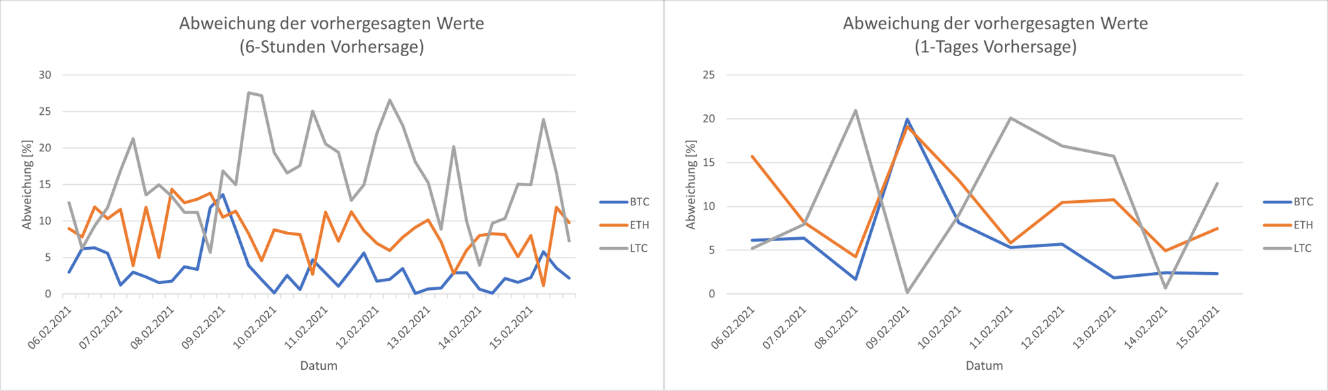 Abweichung der vorhergesagten Werte
(6-Stunden Vorhersage)
30
25
20
15
10
5
0
Abweichung [%]
06.02.2021
07.02.2021
08.02.2021
09.02.2021
10.02.2021
11.02.2021
12.02.2021
13.02.2021
14.02.2021
15.02.2021
Datum
BTC
ETH
LTC
Abweichung der vorhergesagten Werte
(1-Tages Vorhersage)
25
20
15
10
5
0
Abweichung [%]
06.02.2021
07.02.2021
08.02.2021
09.02.2021
10.02.2021
11.02.2021
12.02.2021
13.02.2021
14.02.2021
15.02.2021
Datum
BTC
ETH
LTC